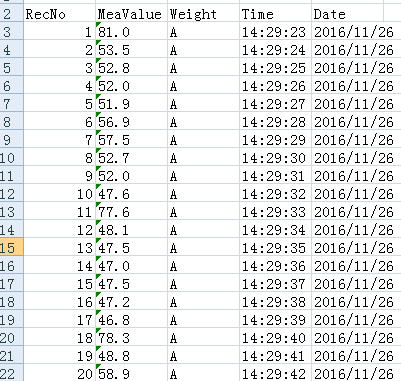 2 RecNo MeaValue Weight Time Date
3 1 81.0 A 14:29:23 2016/11/26
4 2 53.5 A 14:29:24 2016/11/26
5 3 52.8 A 14:29:25 2016/11/26
6 4 52.0 A 14:29:26 2016/11/26
7 5 51.9 A 14:29:27 2016/11/26
8 6 56.9 A 14:29:28 2016/11/26
9 7 57.5 A 14:29:29 2016/11/26
10 8 52.7 A 14:29:30 2016/11/26
11 9 52.0 A 14:29:31 2016/11/26
12 10 47.6 A 14:29:32 2016/11/26
13 11 77.6 A 14:29:33 2016/11/26
14 12 48.1 A 14:29:34 2016/11/26
15 13 47.5 A 14:29:35 2016/11/26
16 14 47.0 A 14:29:36 2016/11/26
17 15 47.5 A 14:29:37 2016/11/26
18 16 47.2 A 14:29:38 2016/11/26
19 17 46.8 A 14:29:39 2016/11/26
20 18 78.3 A 14:29:40 2016/11/26
21 19 48.8 A 14:29:41 2016/11/26
22 20 58.9 A 14:29:42 2016/11/26